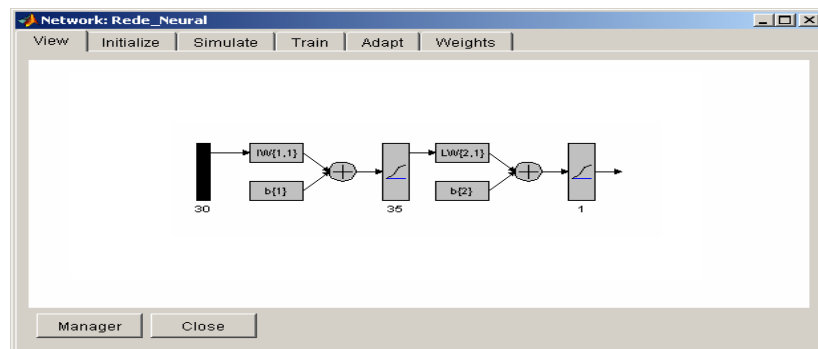 Network: Rede_Neural
View Initialize Simulate Train Adapt Weights
IW{1,1} LW{2,1}
b{1} b{2}
30 35 1
Manager Close